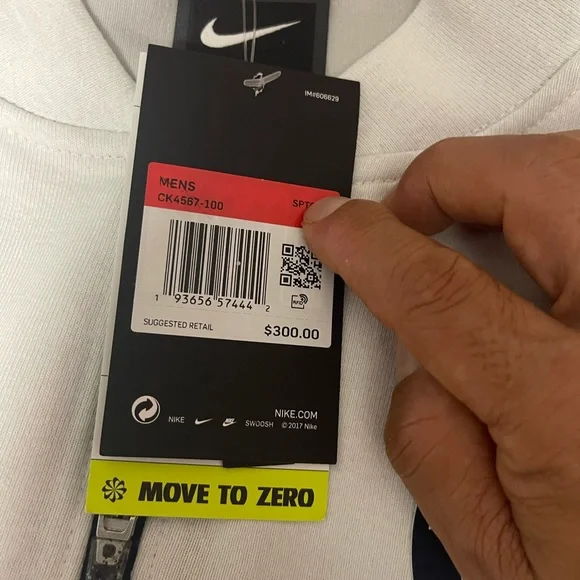 IM#606629
MENS
CK4567-100
1 93656 57444 2
RFID
SUGGESTED RETAIL
$300.00
NIKE SWOOSH
NIKE.COM
© 2017 Nike
MOVE TO ZERO